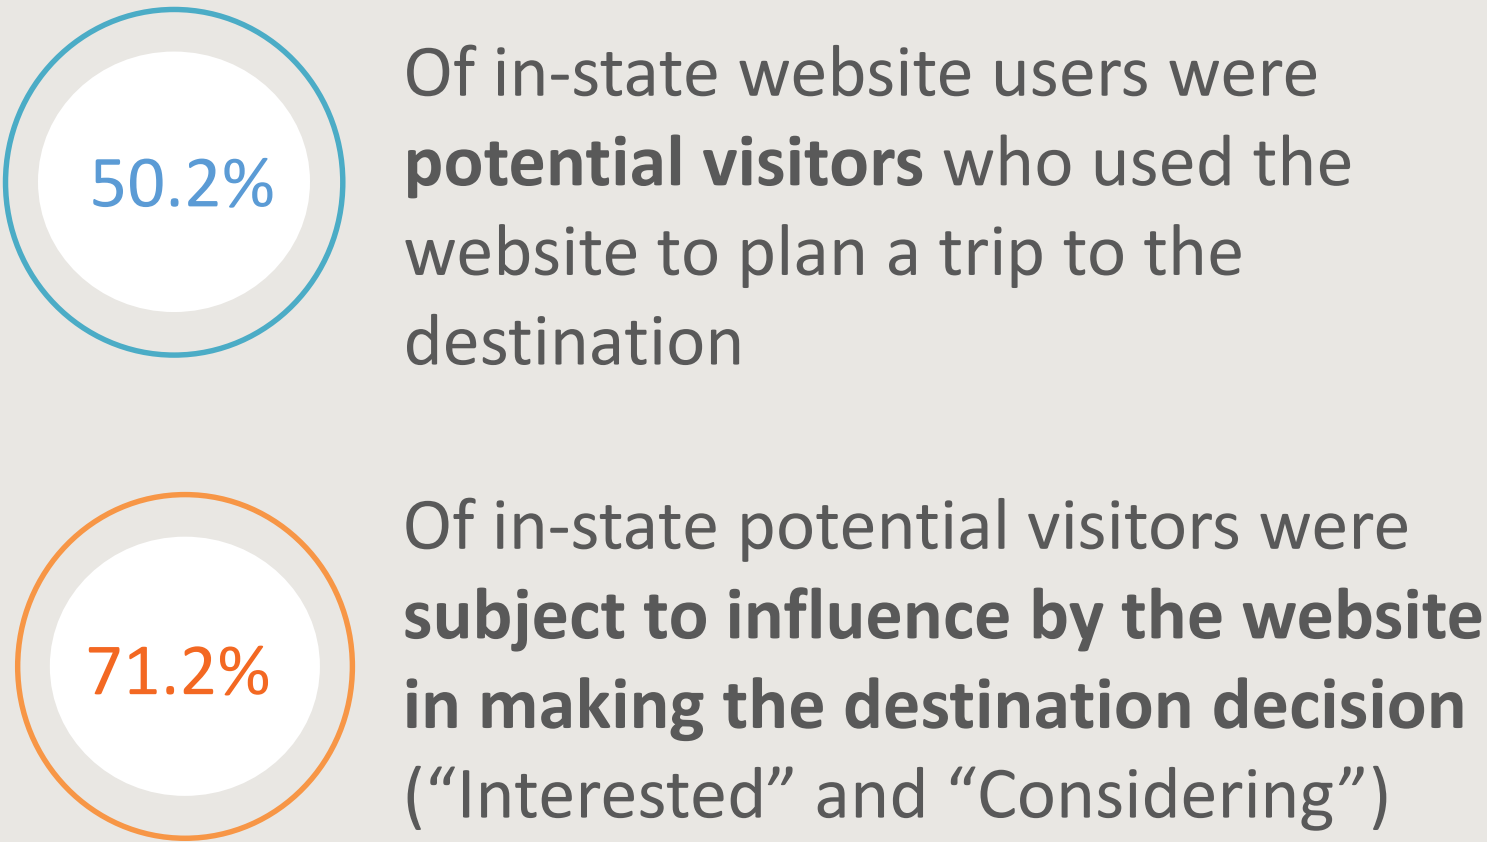 50.2%
Of in-state website users were
potential visitors who used the
website to plan a trip to the
destination
71.2%
Of in-state potential visitors were
subject to influence by the website
in making the destination decision
(“Interested” and “Considering”)